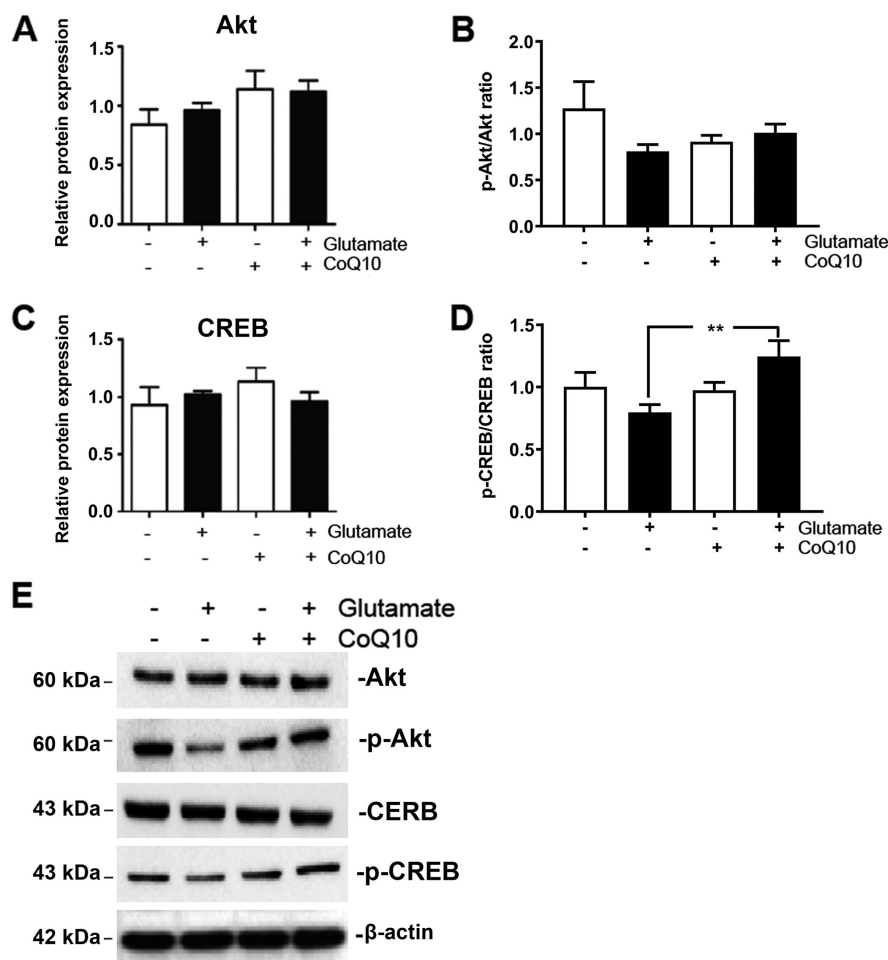 A
Akt
Relative protein expression
1.5
1.0
0.5
0.0
- + - + Glutamate
- - + + CoQ10
B
p-Akt/Akt ratio
2.0
1.5
1.0
0.5
0.0
- + - + Glutamate
- - + + CoQ10
C
CREB
Relative protein expression
1.5
1.0
0.5
0.0
- + - + Glutamate
- - + + CoQ10
D
p-CREB/CREB ratio
1.5
1.0
0.5
0.0
**
- + - + Glutamate
- - + + CoQ10
E
- + - + Glutamate
- - + + CoQ10
60 kDa- -Akt
60 kDa- -p-Akt
43 kDa- -CERB
43 kDa- -p-CREB
42 kDa- -β-actin